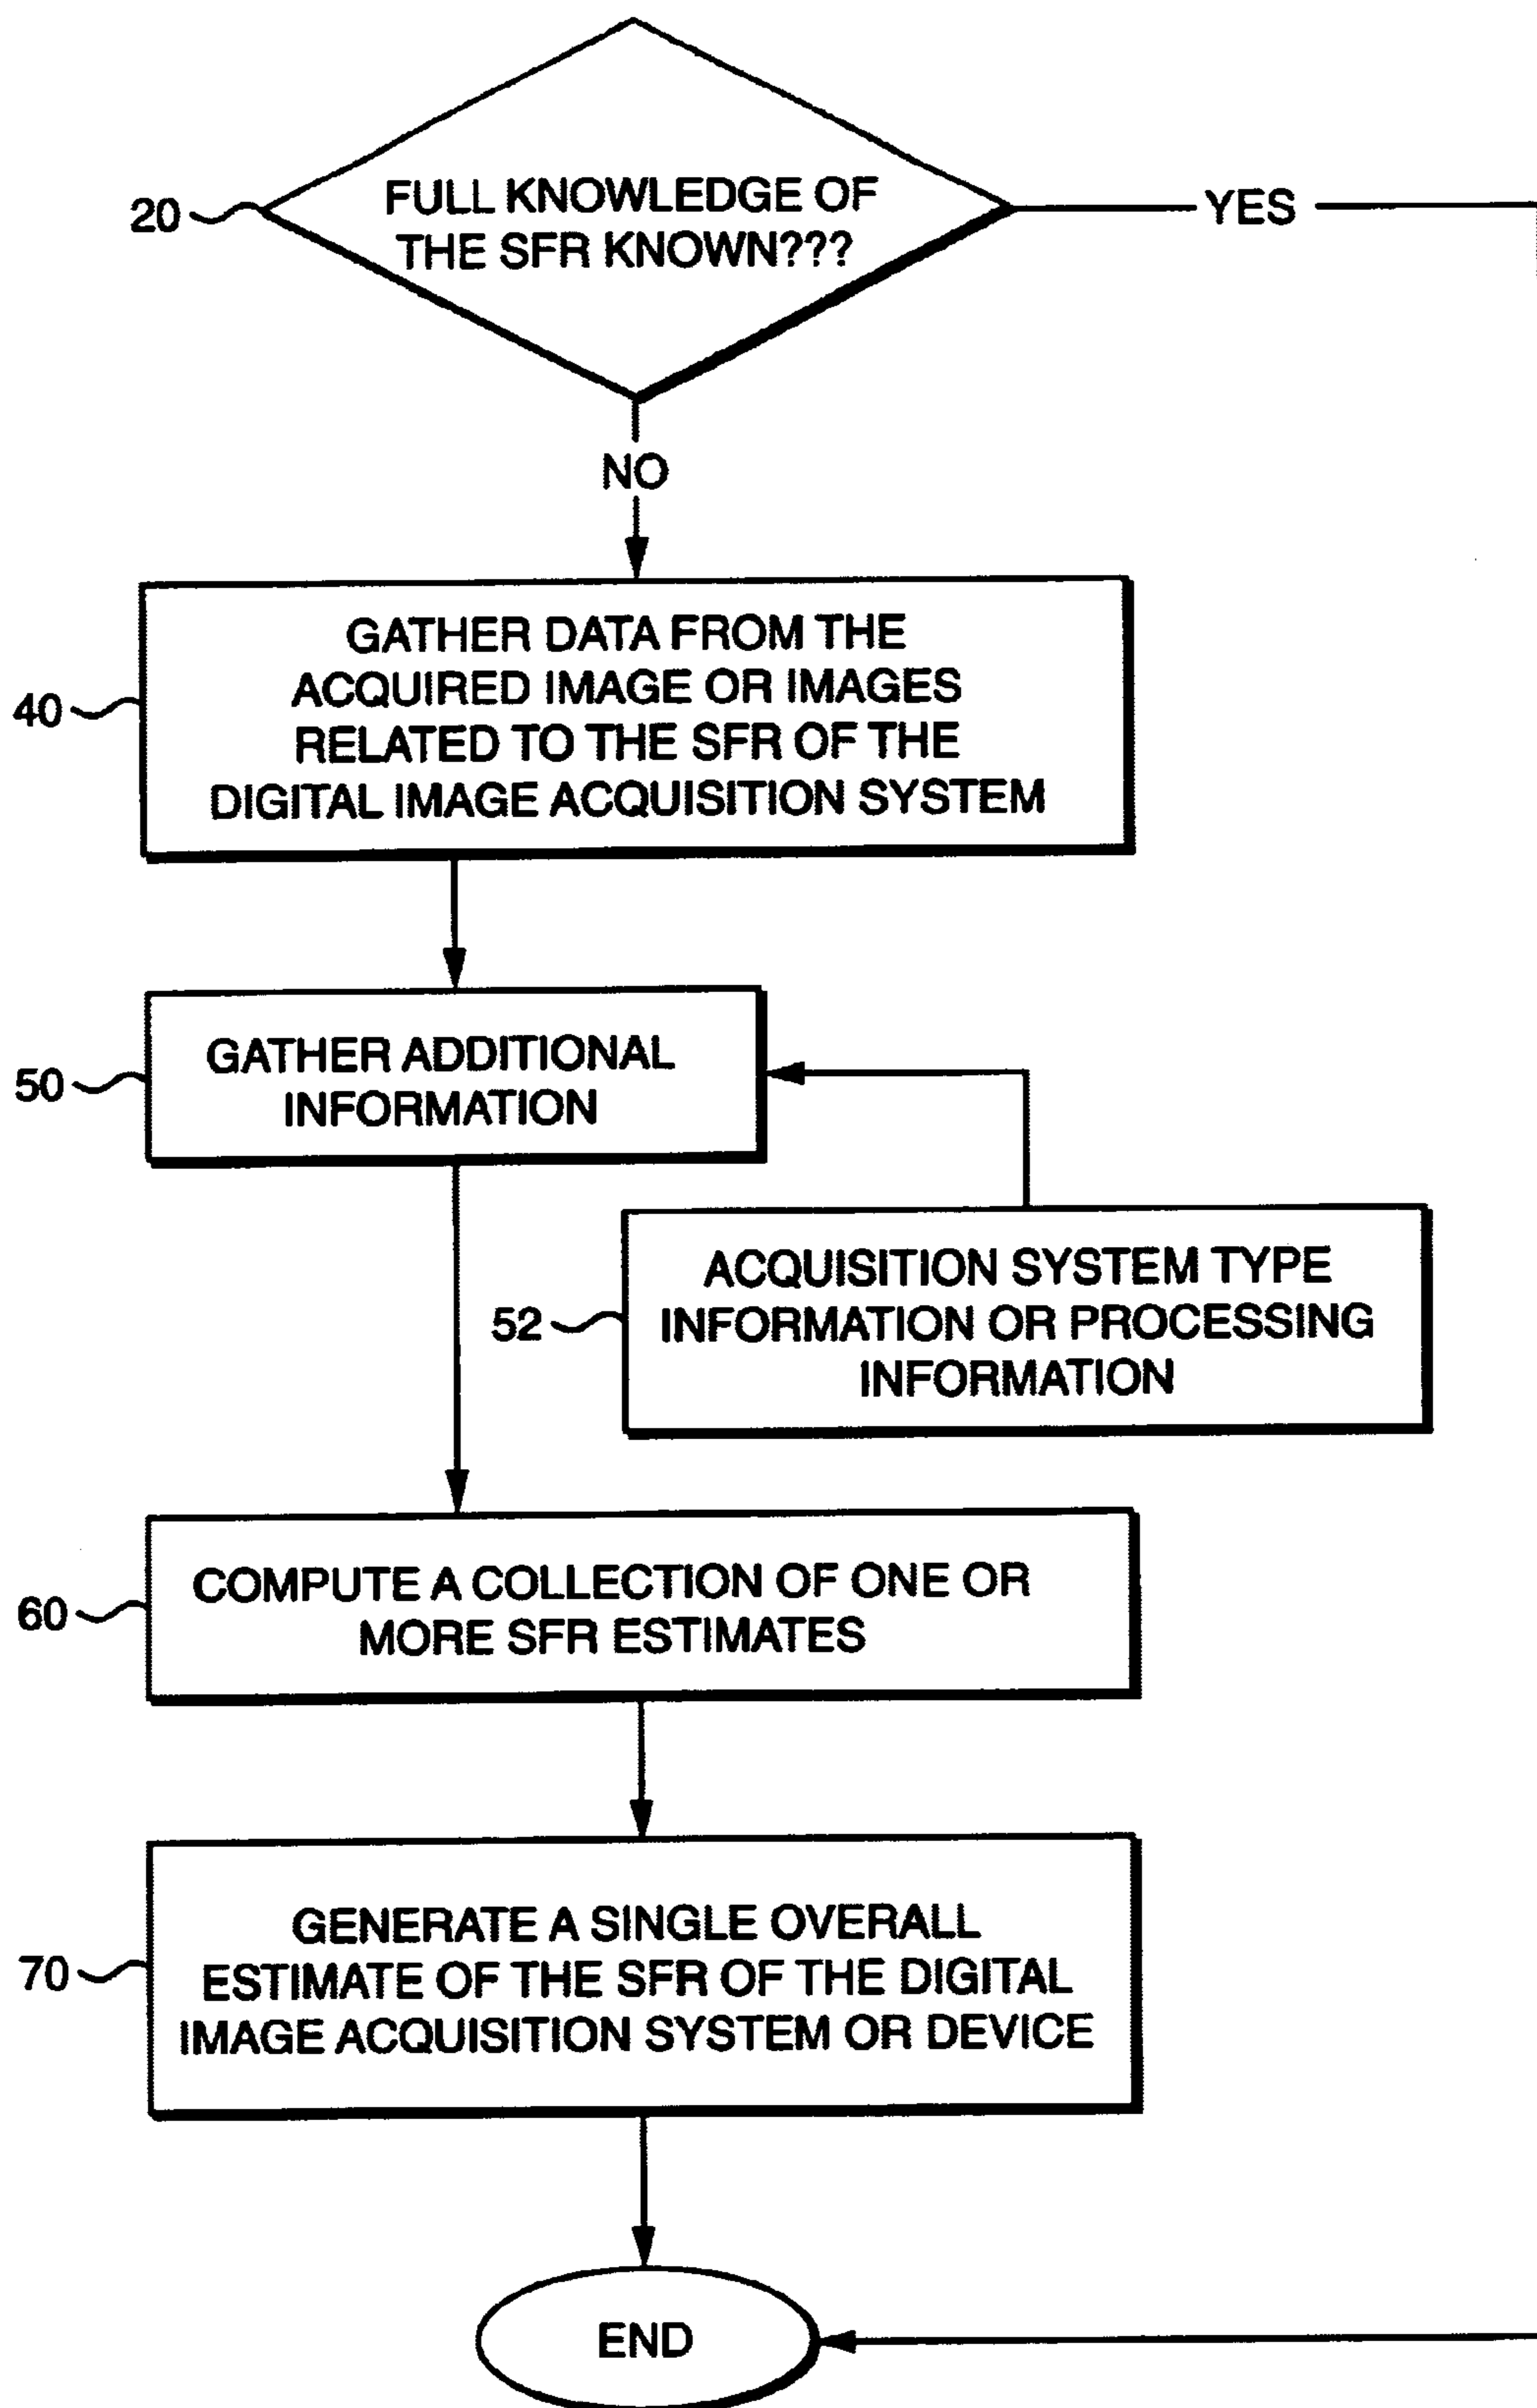 20
FULL KNOWLEDGE OF
THE SFR KNOWN???
YES
NO
40
GATHER DATA FROM THE
ACQUIRED IMAGE OR IMAGES
RELATED TO THE SFR OF THE
DIGITAL IMAGE ACQUISITION SYSTEM
50
GATHER ADDITIONAL
INFORMATION
52
ACQUISITION SYSTEM TYPE
INFORMATION OR PROCESSING
INFORMATION
60
COMPUTE A COLLECTION OF ONE OR
MORE SFR ESTIMATES
70
GENERATE A SINGLE OVERALL
ESTIMATE OF THE SFR OF THE DIGITAL
IMAGE ACQUISITION SYSTEM OR DEVICE
END